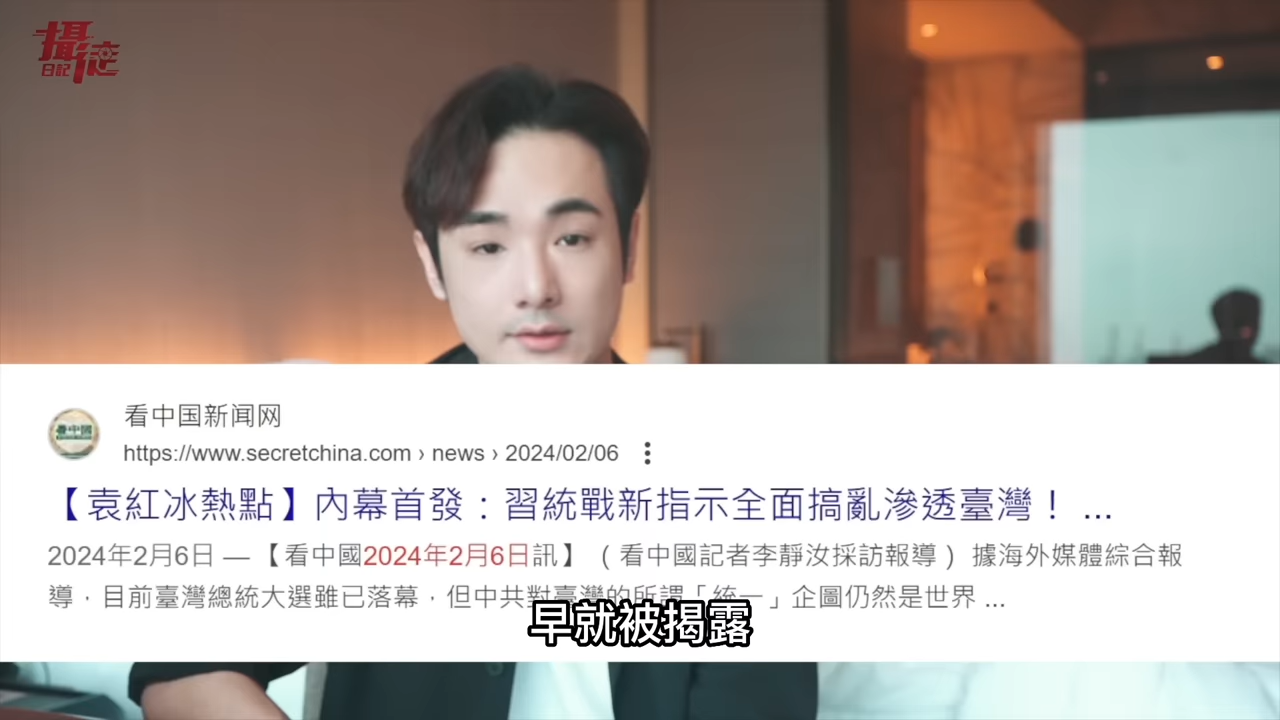 攝徒
日記
看中国新闻网
https://www.secretchina.com › news › 2024/02/06
【袁紅冰熱點】內幕首發：習統戰新指示全面搞亂滲透臺灣！ ...
2024年2月6日 — 【看中國2024年2月6日訊】（看中國記者李靜汝採訪報導）據海外媒體綜合報
導，目前臺灣總統大選雖已落幕，但中共對臺灣的所謂「統一」企圖仍然是世界 ...
早就被揭露